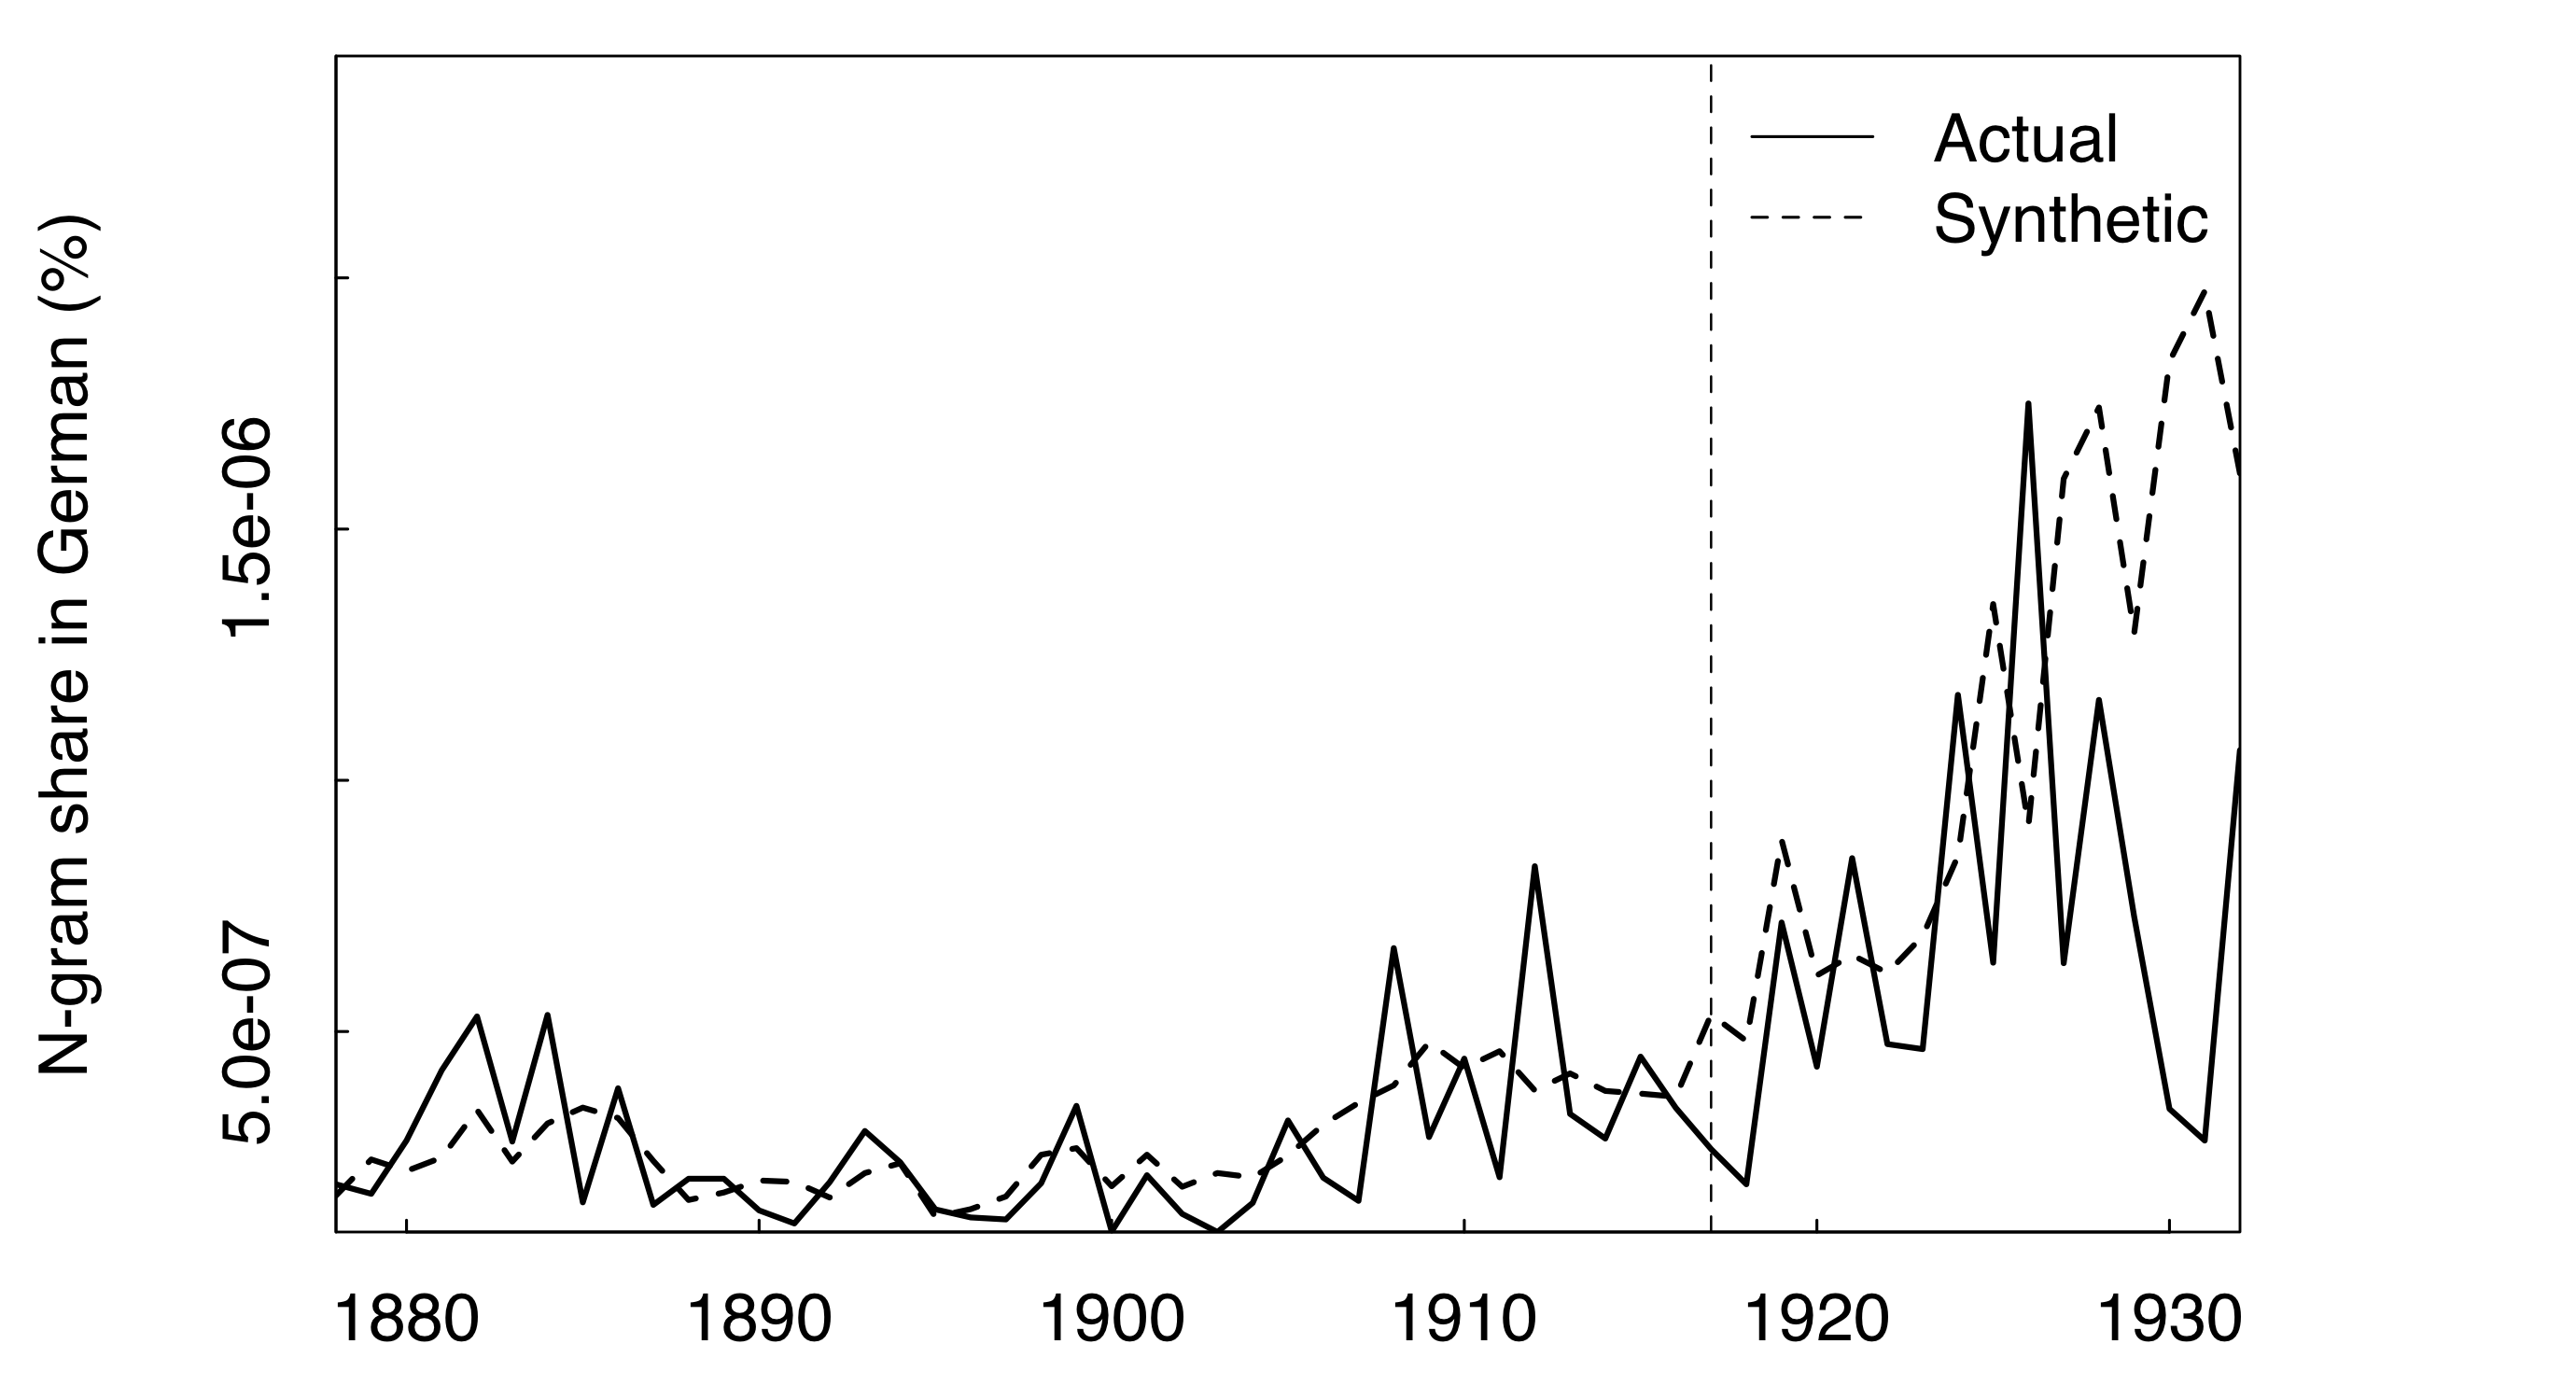 N-gram share in German (%)
1.5e-06
5.0e-07
Actual
Synthetic
1880 1890 1900 1910 1920 1930